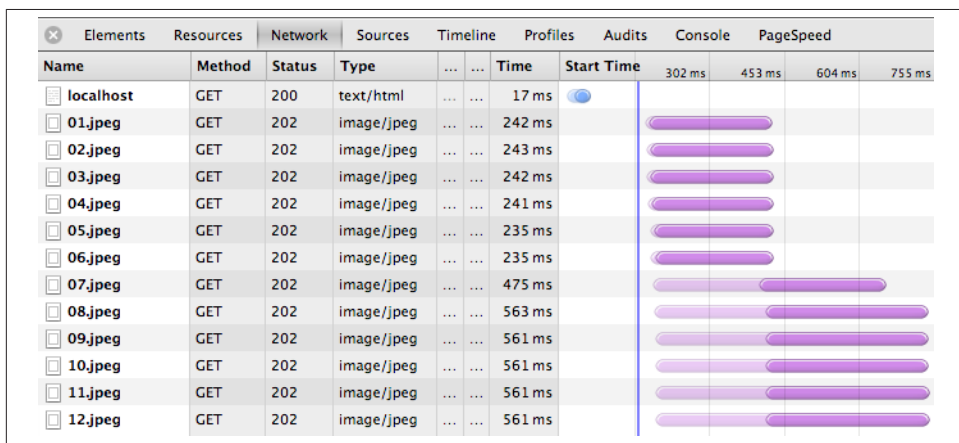 Elements Resources Network Sources Timeline Profiles Audits Console PageSpeed
Name Method Status Type ... ... Time Start Time 302 ms 453 ms 604 ms 755 ms
localhost GET 200 text/html ... ... 17 ms
01.jpeg GET 202 image/jpeg ... ... 242 ms
02.jpeg GET 202 image/jpeg ... ... 243 ms
03.jpeg GET 202 image/jpeg ... ... 242 ms
04.jpeg GET 202 image/jpeg ... ... 241 ms
05.jpeg GET 202 image/jpeg ... ... 235 ms
06.jpeg GET 202 image/jpeg ... ... 235 ms
07.jpeg GET 202 image/jpeg ... ... 475 ms
08.jpeg GET 202 image/jpeg ... ... 563 ms
09.jpeg GET 202 image/jpeg ... ... 561 ms
10.jpeg GET 202 image/jpeg ... ... 561 ms
11.jpeg GET 202 image/jpeg ... ... 561 ms
12.jpeg GET 202 image/jpeg ... ... 561 ms